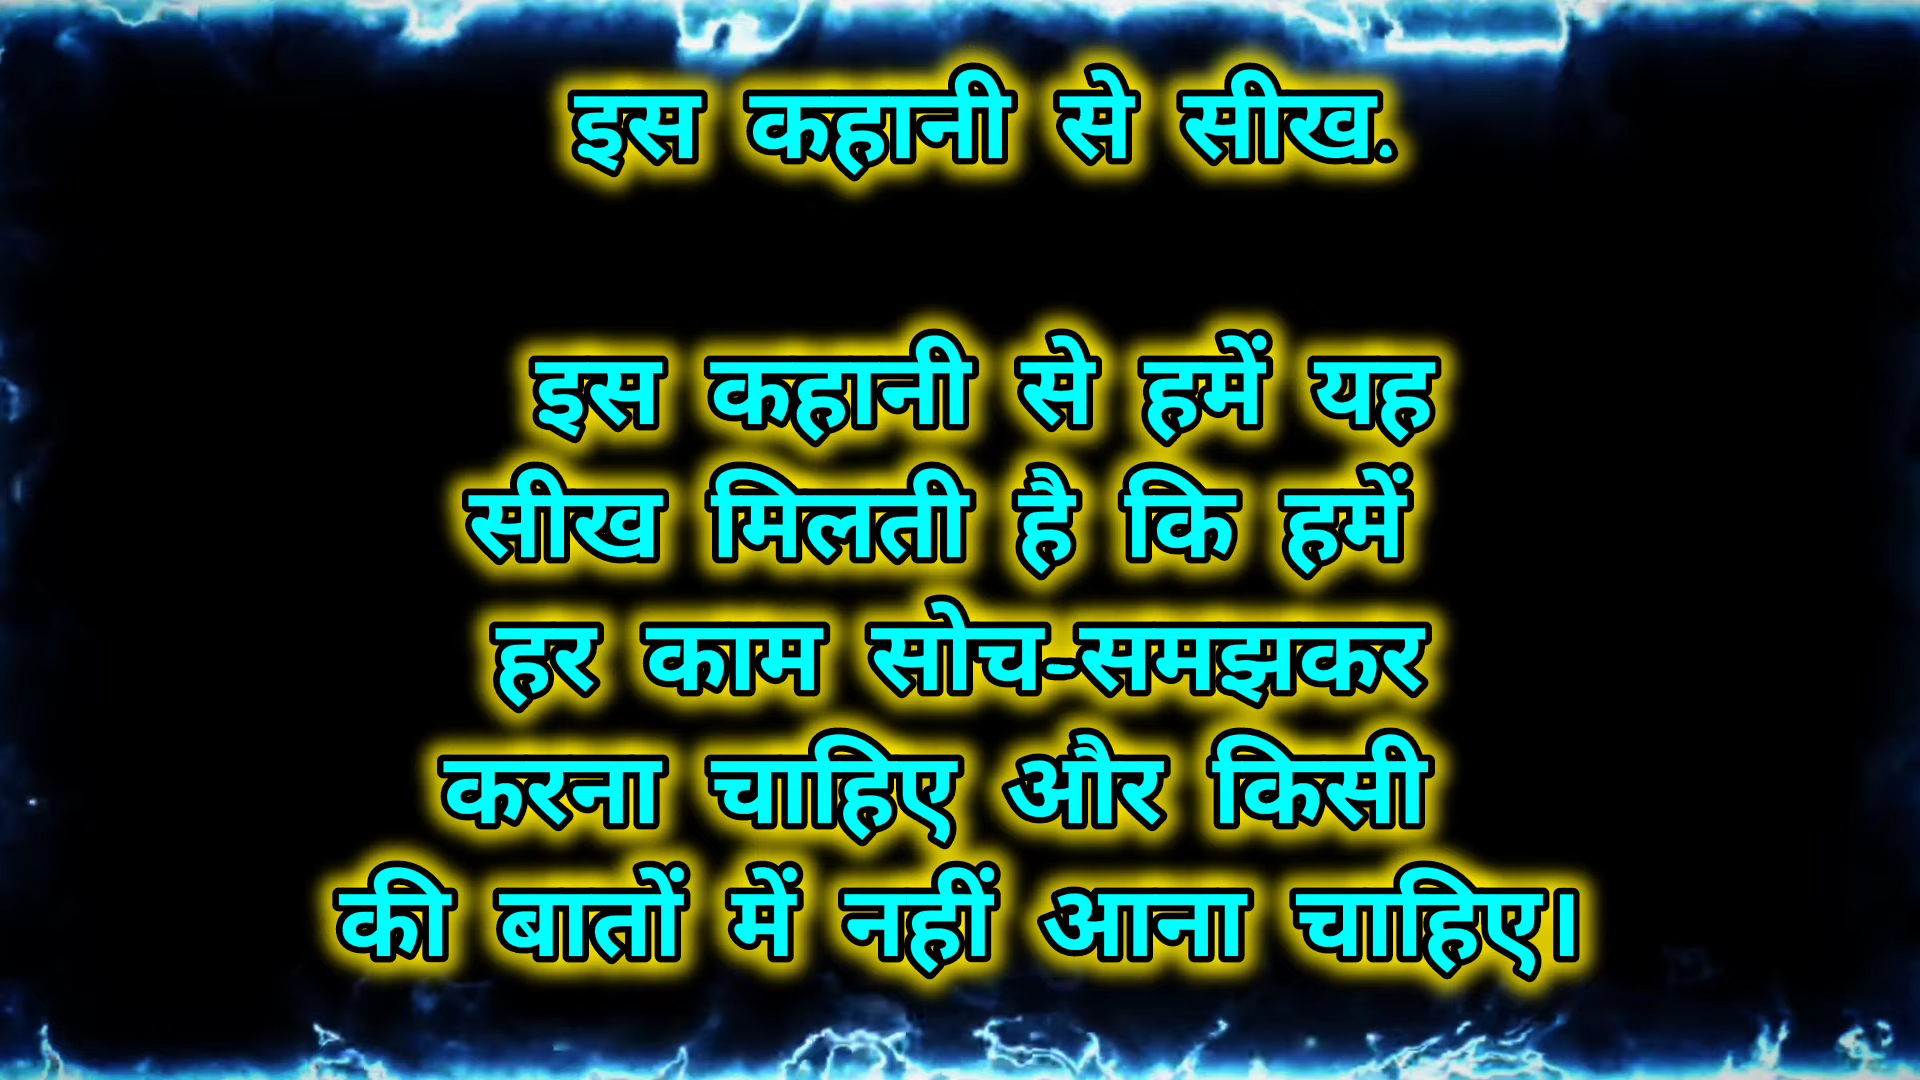 इस कहानी से सीख.
इस कहानी से हमें यह
सीख मिलती है कि हमें
हर काम सोच-समझकर
करना चाहिए और किसी
की बातों में नहीं आना चाहिए।